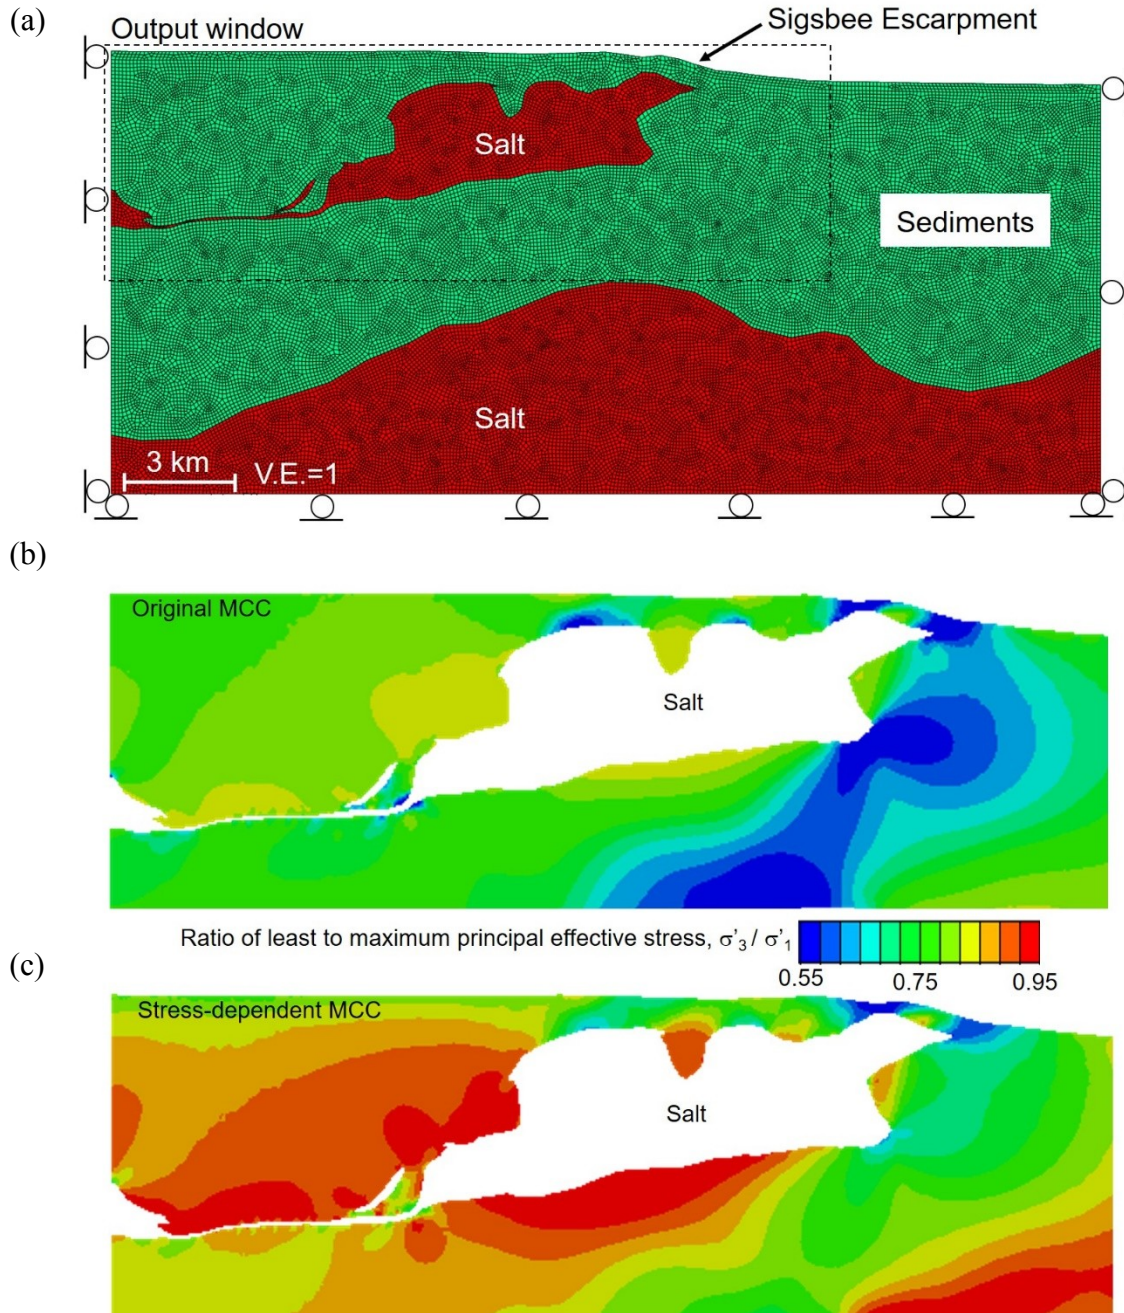 (a)
Sigsbee Escarpment
Output window
Salt
Sediments
Salt
3 km
V.E.=1
(b)
Original MCC
Salt
Ratio of least to maximum principal effective stress, σ'₃ / σ'₁
0.55 0.75 0.95
(c)
Stress-dependent MCC
Salt